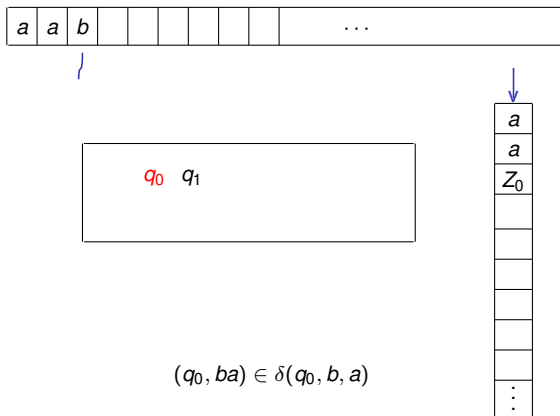 a a b ...
a
a
Z₀
q₀ q₁
(q₀, ba) ∈ δ(q₀, b, a)
⋮